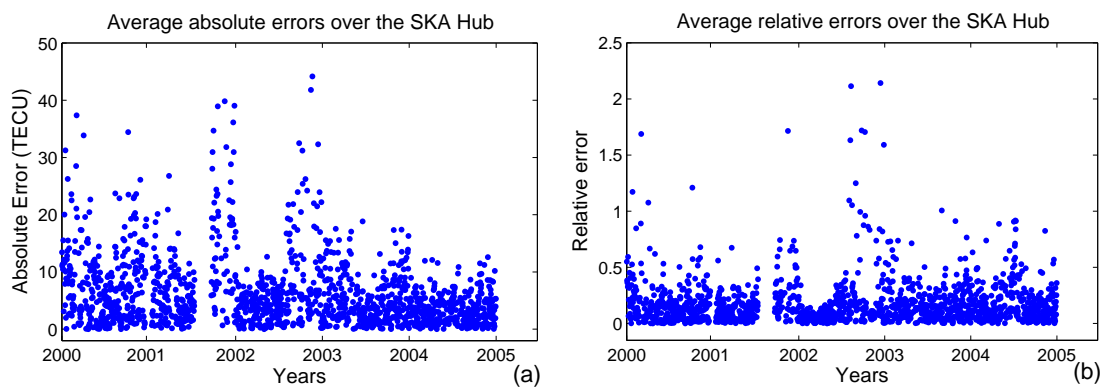 Average absolute errors over the SKA Hub
50
40
30
20
10
0
Absolute Error (TECU)
2000 2001 2002 2003 2004 2005
Years
(a)
Average relative errors over the SKA Hub
2.5
2
1.5
1
0.5
0
Relative error
2000 2001 2002 2003 2004 2005
Years
(b)